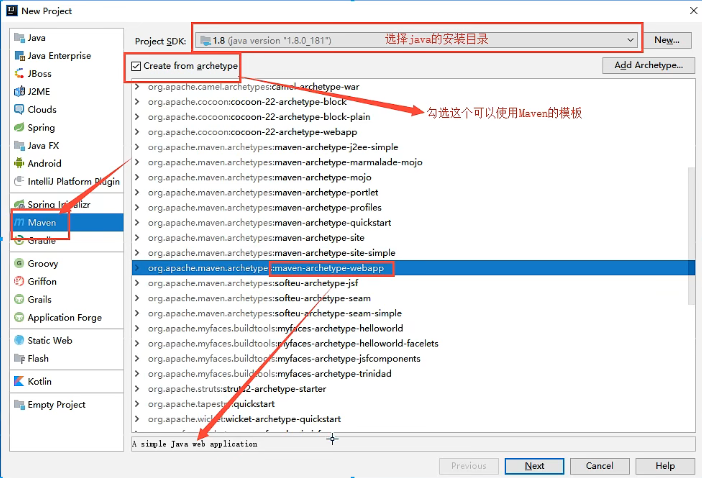 New Project
Java
Java Enterprise
JBoss
J2ME
Clouds
Spring
Java FX
Android
IntelliJ Platform Plugin
Spring Initializr
Maven
Gradle
Groovy
Griffon
Grails
Application Forge
Static Web
Flash
Kotlin
Empty Project
Project SDK: 1.8 (java version "1.8.0_181") 选择java的安装目录 New...
Create from archetype Add Archetype...
勾选这个可以使用Maven的模板
org.apache.camel.archetypes:camel-archetype-war
org.apache.cocoon:cocoon-22-archetype-block
org.apache.cocoon:cocoon-22-archetype-block-plain
org.apache.cocoon:cocoon-22-archetype-webapp
org.apache.maven.archetypes:maven-archetype-j2ee-simple
org.apache.maven.archetypes:maven-archetype-marmalade-mojo
org.apache.maven.archetypes:maven-archetype-mojo
org.apache.maven.archetypes:maven-archetype-portlet
org.apache.maven.archetypes:maven-archetype-profiles
org.apache.maven.archetypes:maven-archetype-quickstart
org.apache.maven.archetypes:maven-archetype-site
org.apache.maven.archetypes:maven-archetype-site-simple
org.apache.maven.archetypes:maven-archetype-webapp
org.apache.maven.archetypes:softeu-archetype-jsf
org.apache.maven.archetypes:softeu-archetype-seam
org.apache.maven.archetypes:softeu-archetype-seam-simple
org.apache.myfaces.buildtools:myfaces-archetype-helloworld
org.apache.myfaces.buildtools:myfaces-archetype-helloworld-facelets
org.apache.myfaces.buildtools:myfaces-archetype-jsfcomponents
org.apache.myfaces.buildtools:myfaces-archetype-trinidad
org.apache.struts:struts2-archetype-starter
org.apache.tapestry:quickstart
org.apache.wicket:wicket-archetype-quickstart
A simple Java web application
Previous Next Cancel Help